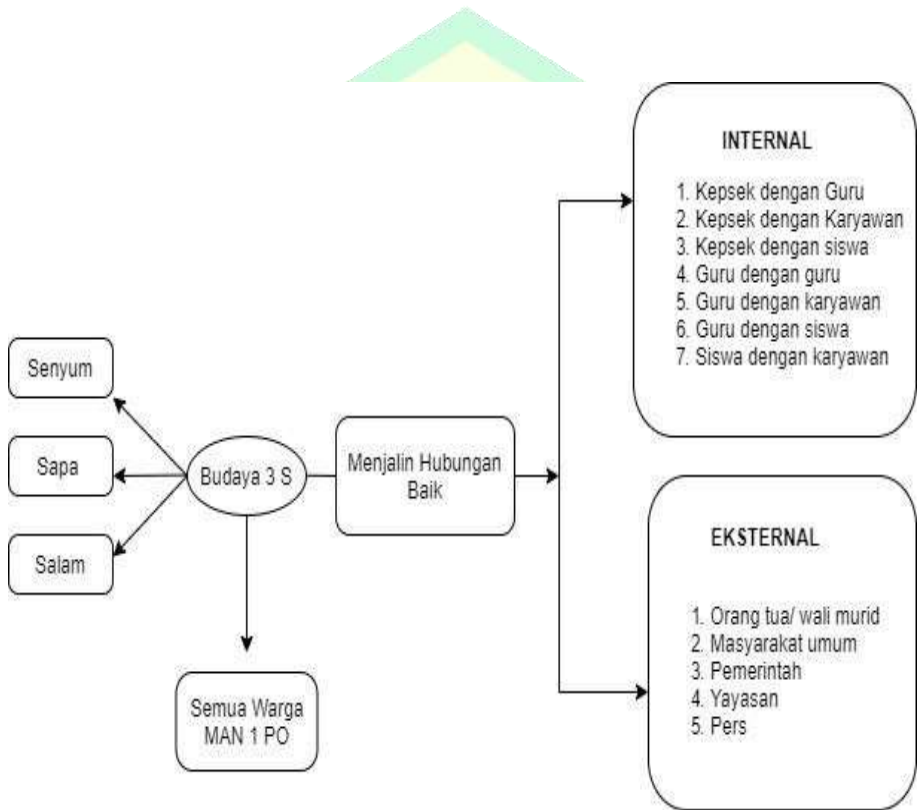 Senyum
Sapa
Salam
Budaya 3 S
Semua Warga
MAN 1 PO
Menjalin Hubungan
Baik
INTERNAL
1. Kepsek dengan Guru
2. Kepsek dengan Karyawan
3. Kepsek dengan siswa
4. Guru dengan guru
5. Guru dengan karyawan
6. Guru dengan siswa
7. Siswa dengan karyawan
EKSTERNAL
1. Orang tua/ wali murid
2. Masyarakat umum
3. Pemerintah
4. Yayasan
5. Pers